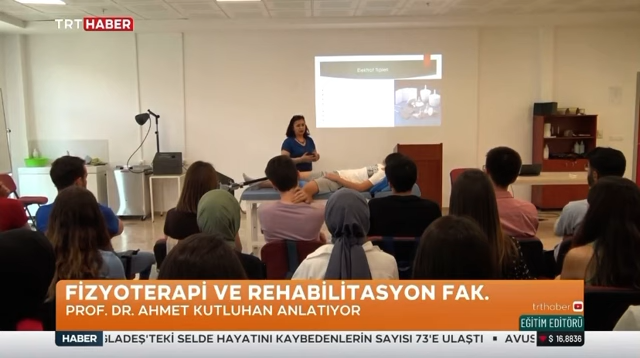 TRT HABER
FİZYOTERAPİ VE REHABİLİTASYON FAK.
PROF. DR. AHMET KUTLUHAN ANLATIYOR
trthaber
EĞİTİM EDİTÖRÜ
HABER GLADEŞ'TEKİ SELDE HAYATINI KAYBEDENLERİN SAYISI 73'E ULAŞTI • AVUS $ 16.8836